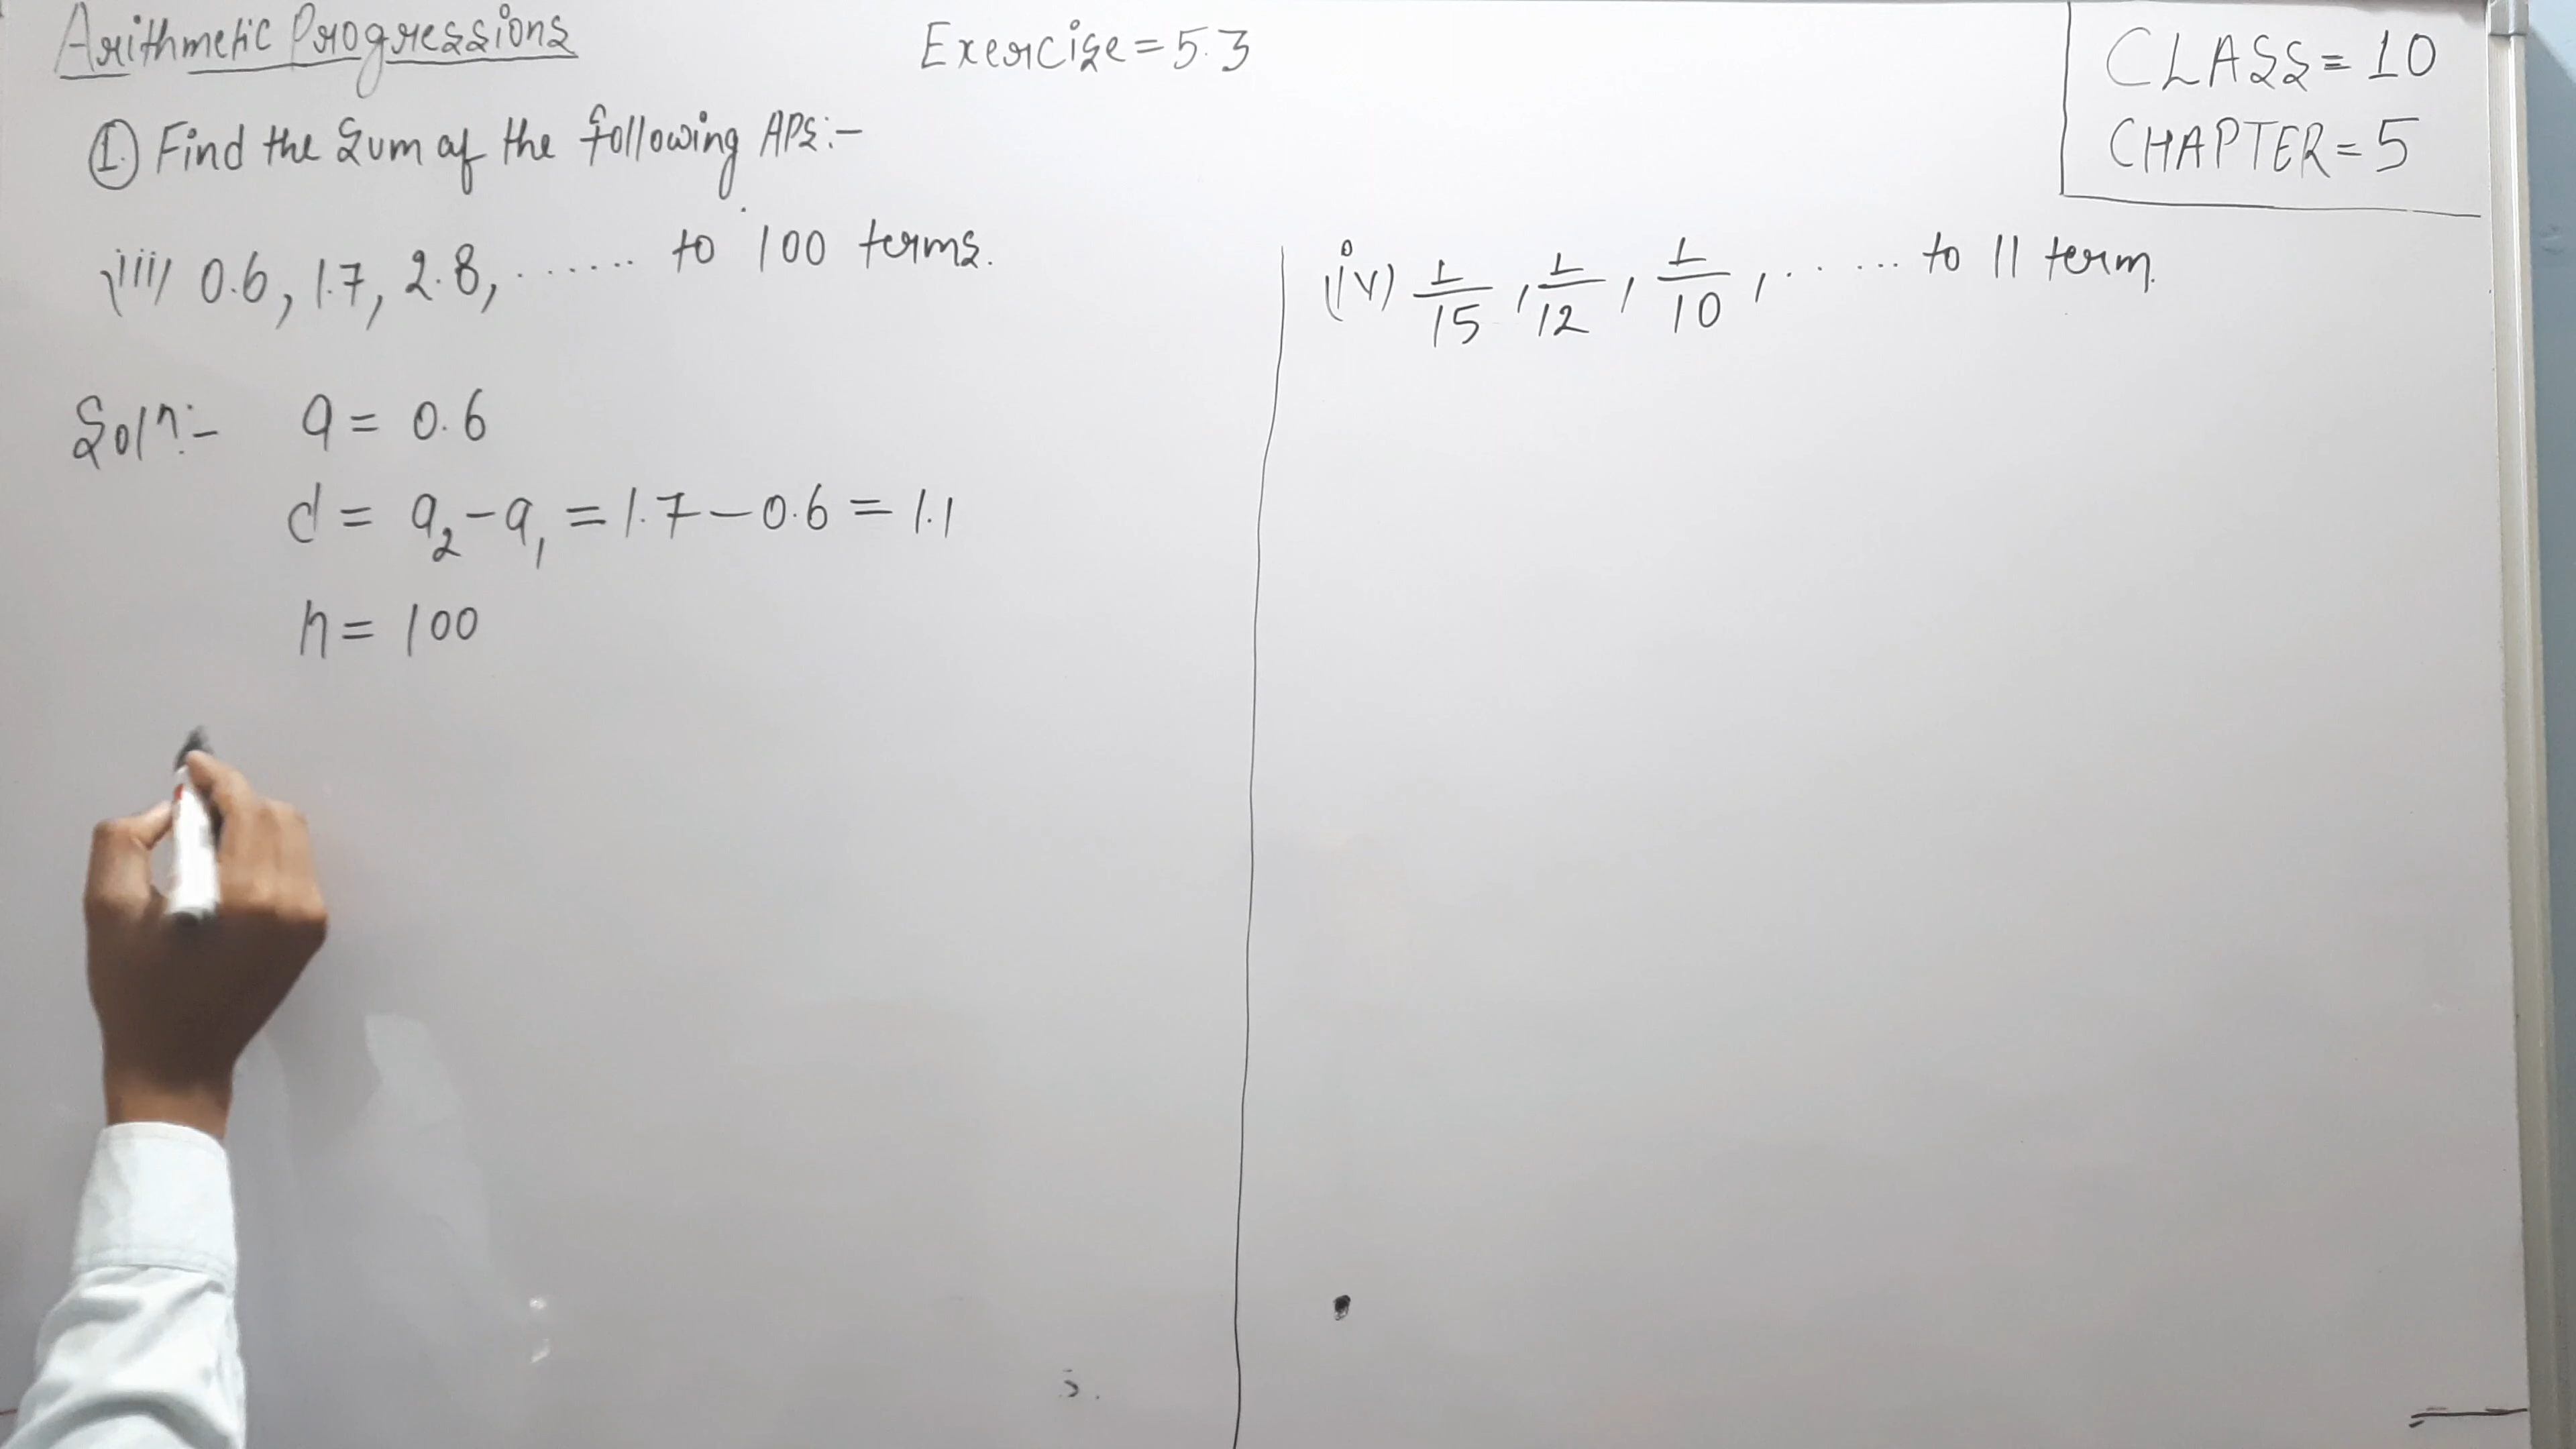 Arithmetic Progressions
Exercise = 5.3
CLASS = 10
CHAPTER = 5
① Find the Sum of the following APs:-
(iii) 0.6, 1.7, 2.8, ....... to 100 terms.
Soln:- a = 0.6
d = a₂ - a₁ = 1.7 - 0.6 = 1.1
n = 100
(iv) 1/15, 1/12, 1/10, ...... to 11 term.